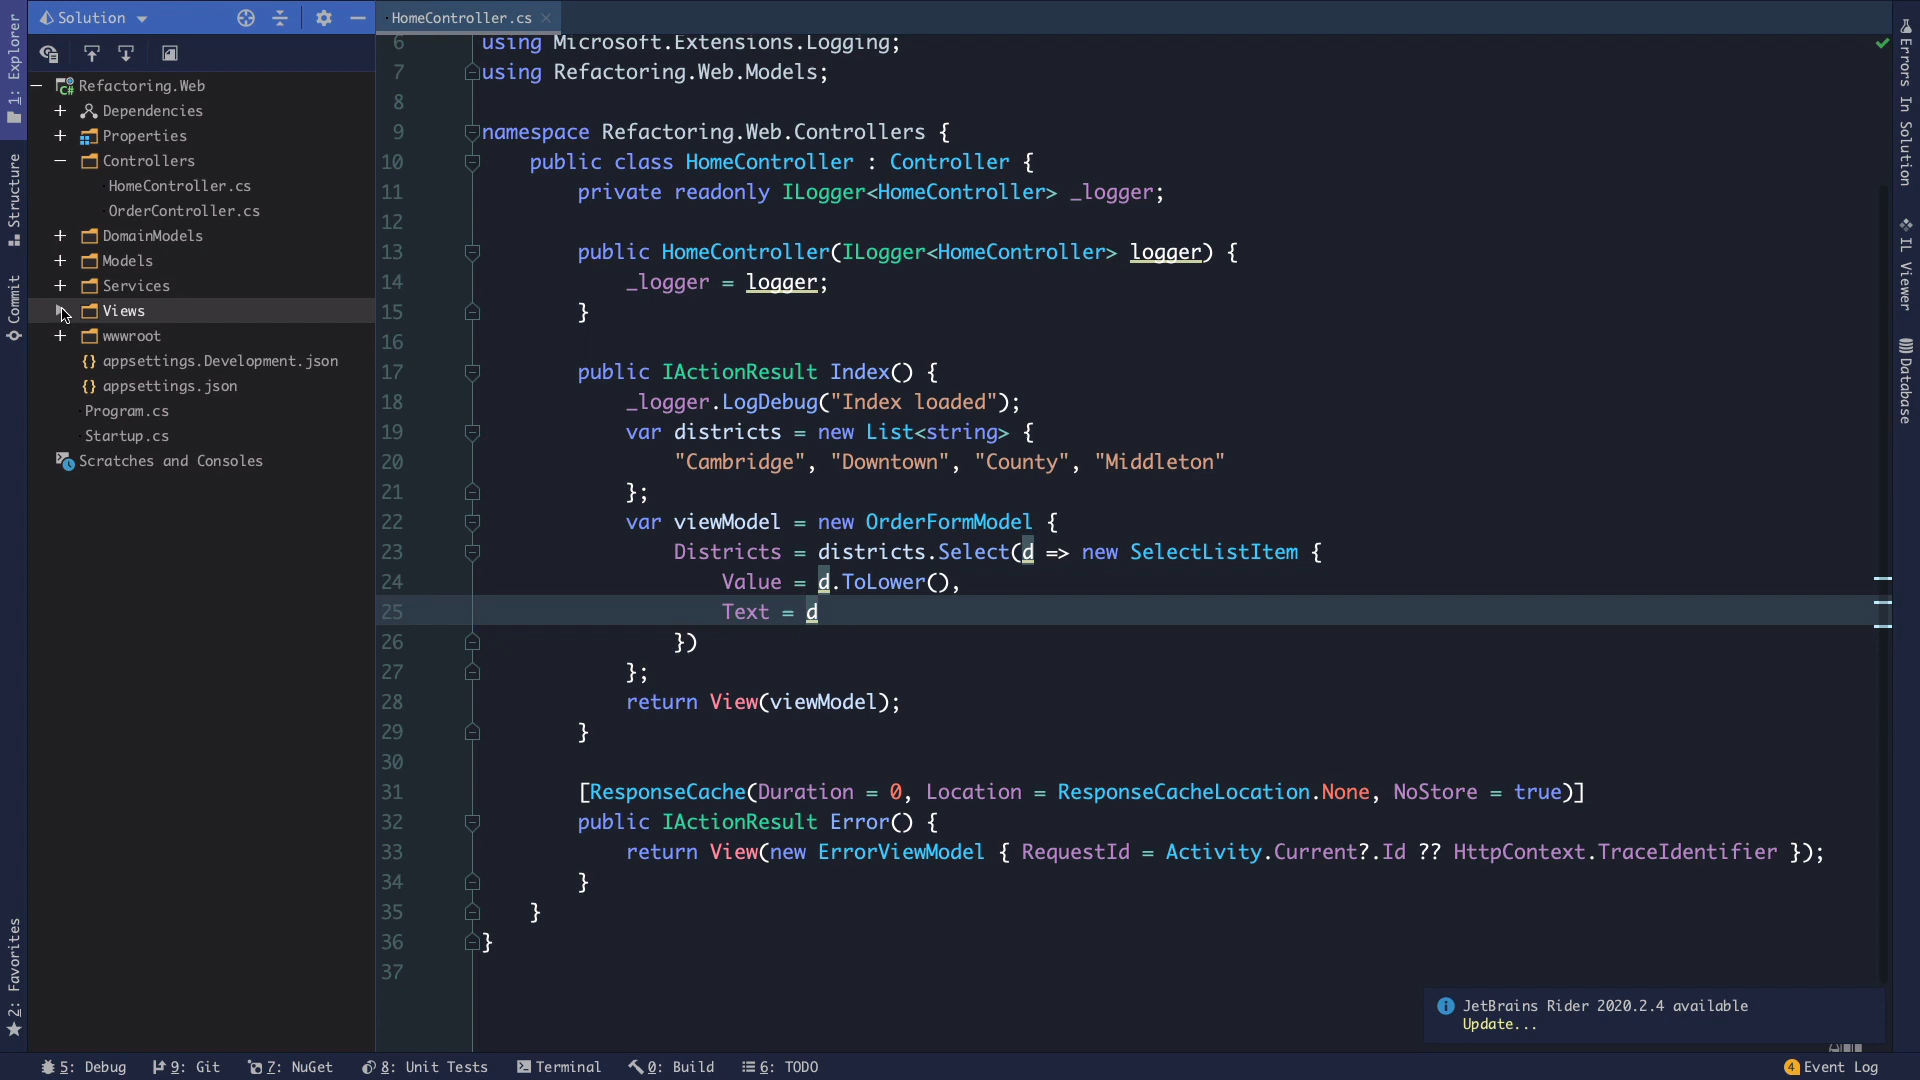 Solution
HomeController.cs
1: Explorer
Structure
Commit
2: Favorites
Refactoring.Web
Dependencies
Properties
Controllers
HomeController.cs
OrderController.cs
DomainModels
Models
Services
Views
wwwroot
appsettings.Development.json
appsettings.json
Program.cs
Startup.cs
Scratches and Consoles
6 using Microsoft.Extensions.Logging;
7 using Refactoring.Web.Models;
8
9 namespace Refactoring.Web.Controllers {
10 public class HomeController : Controller {
11 private readonly ILogger<HomeController> _logger;
12
13 public HomeController(ILogger<HomeController> logger) {
14 _logger = logger;
15 }
16
17 public IActionResult Index() {
18 _logger.LogDebug("Index loaded");
19 var districts = new List<string> {
20 "Cambridge", "Downtown", "County", "Middleton"
21 };
22 var viewModel = new OrderFormModel {
23 Districts = districts.Select(d => new SelectListItem {
24 Value = d.ToLower(),
25 Text = d
26 })
27 };
28 return View(viewModel);
29 }
30
31 [ResponseCache(Duration = 0, Location = ResponseCacheLocation.None, NoStore = true)]
32 public IActionResult Error() {
33 return View(new ErrorViewModel { RequestId = Activity.Current?.Id ?? HttpContext.TraceIdentifier });
34 }
35 }
36 }
37
Errors In Solution
IL Viewer
Database
JetBrains Rider 2020.2.4 available
Update...
5: Debug 9: Git 7: NuGet 8: Unit Tests Terminal 0: Build 6: TODO 4 Event Log